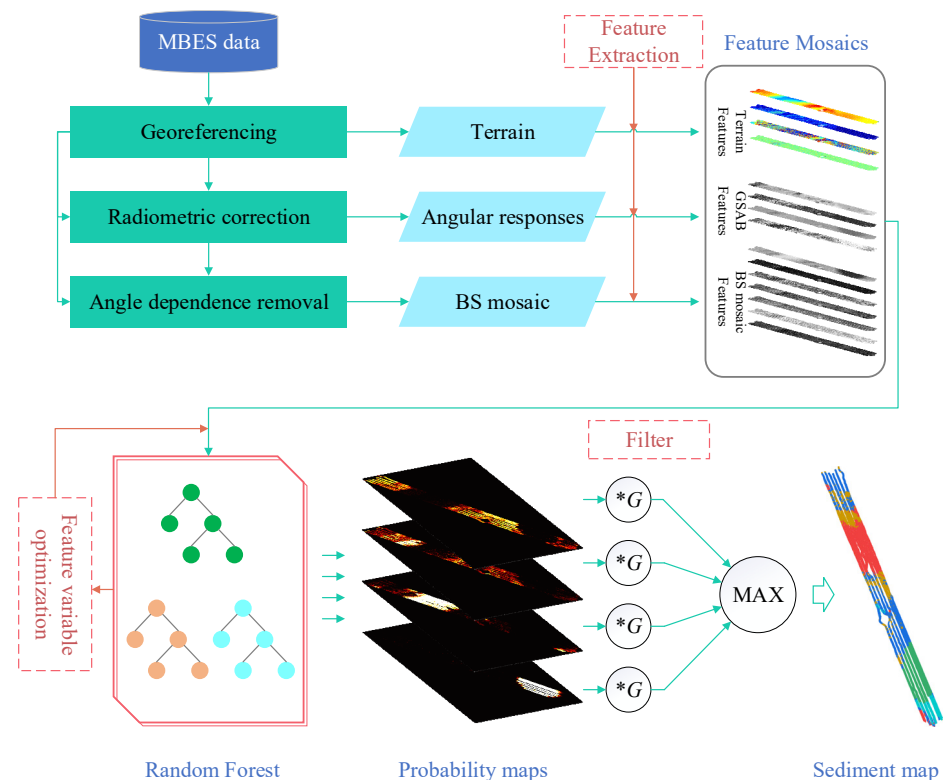 MBES data
Feature
Extraction
Feature Mosaics
Georeferencing
Terrain
Terrain
Features
Radiometric correction
Angular responses
GSAB
Features
Angle dependence removal
BS mosaic
BS mosaic
Features
Filter
Feature variable
optimization
*G
*G
*G
*G
MAX
Random Forest
Probability maps
Sediment map